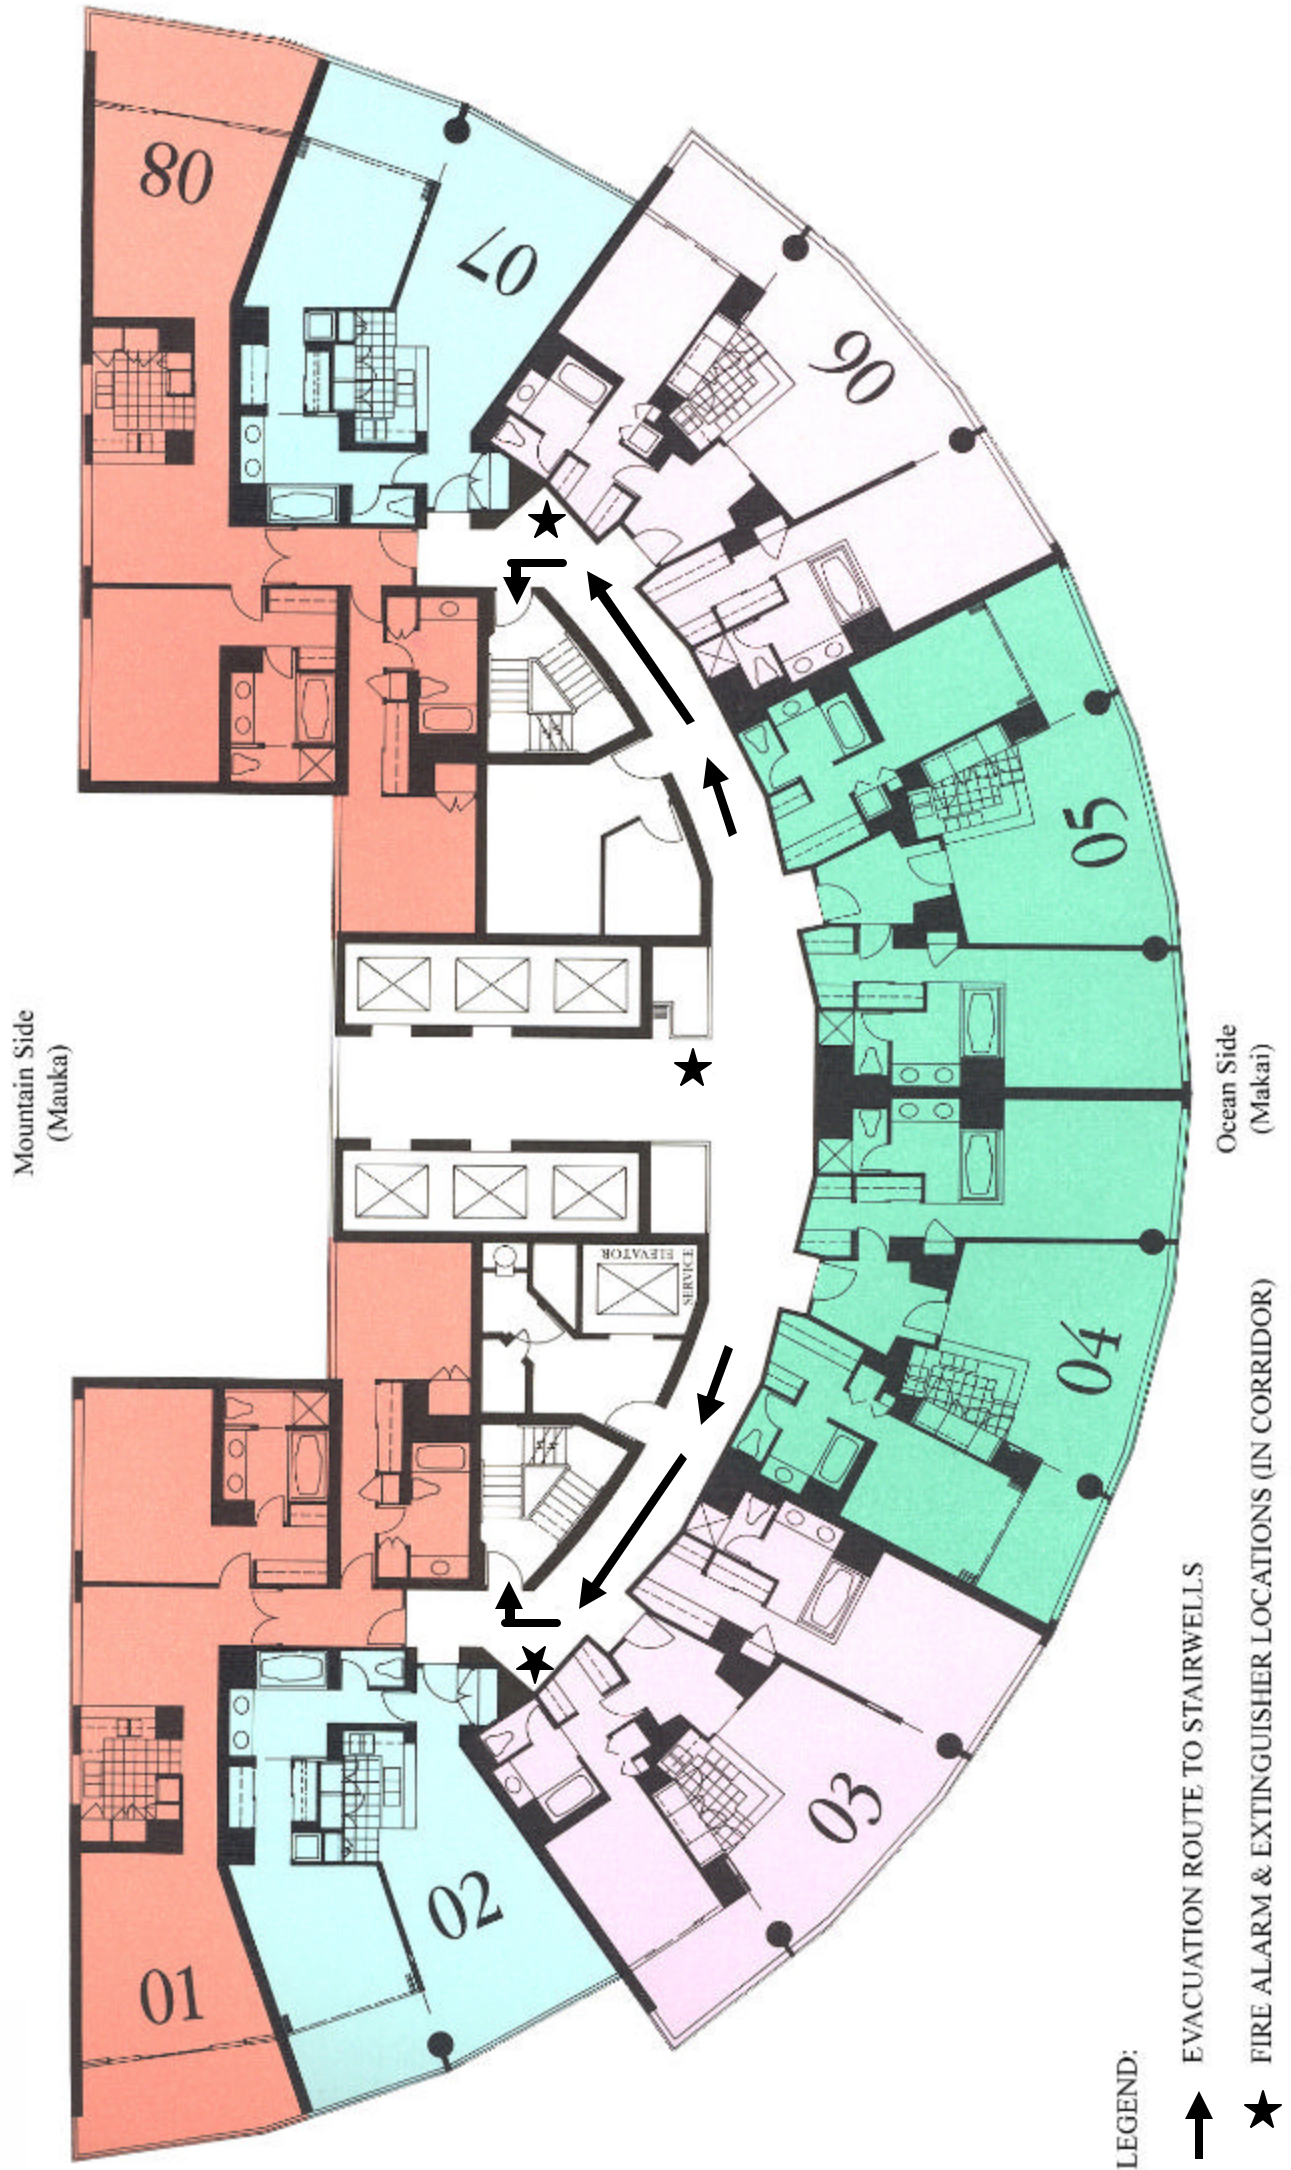 Mountain Side
(Mauka)
08
07
06
05
04
03
02
01
SERVICE
ELEVATOR
Ocean Side
(Makai)
LEGEND:
EVACUATION ROUTE TO STAIRWELLS
FIRE ALARM & EXTINGUISHER LOCATIONS (IN CORRIDOR)